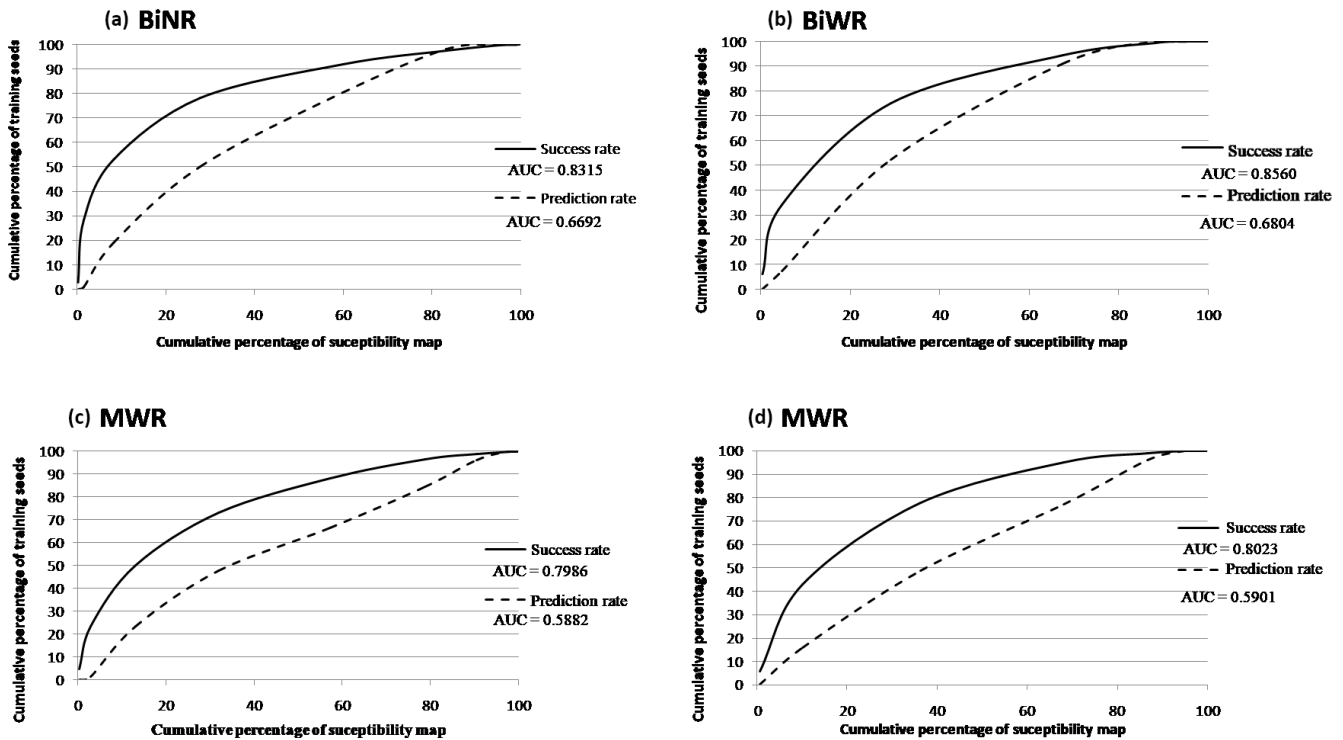 (a) BiNR
Cumulative percentage of training seeds
100
90
80
70
60
50
40
30
20
10
0
0 20 40 60 80 100
Cumulative percentage of suceptibility map
Success rate
AUC = 0.8315
Prediction rate
AUC = 0.6692
(b) BiWR
Cumulative percentage of training seeds
100
90
80
70
60
50
40
30
20
10
0
0 20 40 60 80 100
Cumulative percentage of suceptibility map
Success rate
AUC = 0.8560
Prediction rate
AUC = 0.6804
(c) MWR
Cumulative percentage of training seeds
100
90
80
70
60
50
40
30
20
10
0
0 20 40 60 80 100
Cumulative percentage of suceptibility map
Success rate
AUC = 0.7986
Prediction rate
AUC = 0.5882
(d) MWR
Cumulative percentage of training seeds
100
90
80
70
60
50
40
30
20
10
0
0 20 40 60 80 100
Cumulative percentage of suceptibility map
Success rate
AUC = 0.8023
Prediction rate
AUC = 0.5901